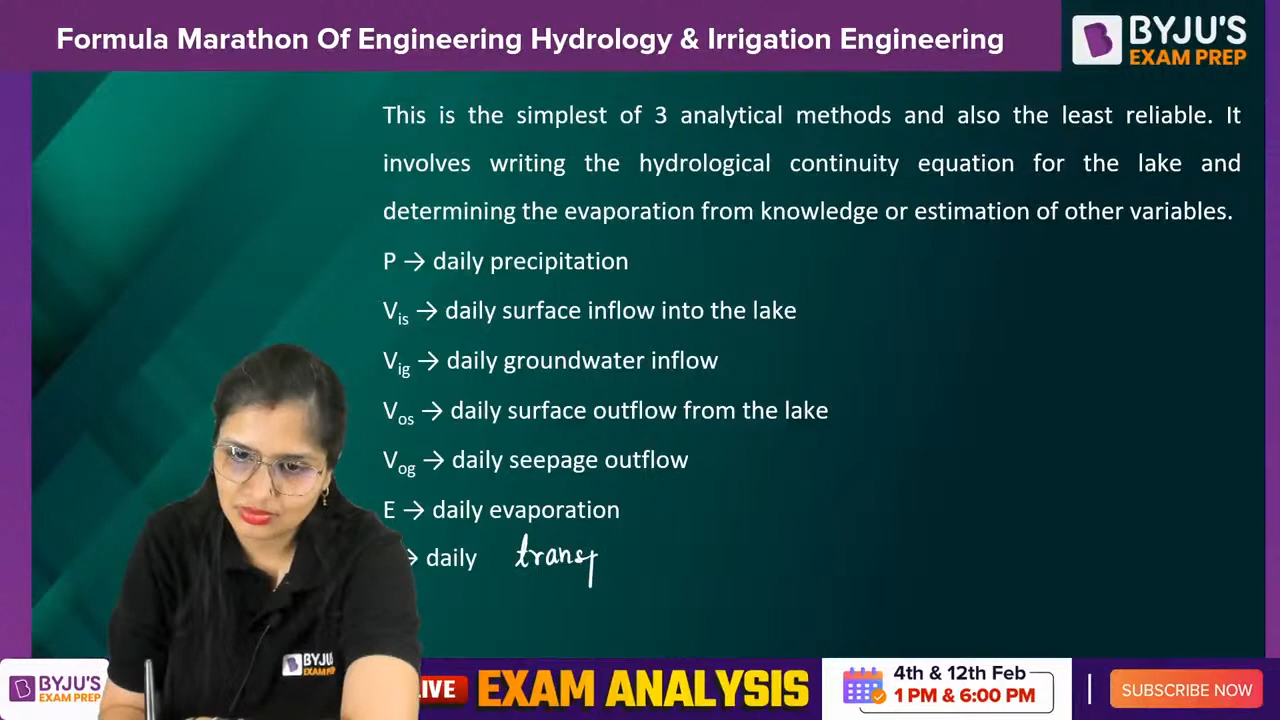 Formula Marathon Of Engineering Hydrology & Irrigation Engineering
BYJU'S
EXAM PREP
This is the simplest of 3 analytical methods and also the least reliable. It
involves writing the hydrological continuity equation for the lake and
determining the evaporation from knowledge or estimation of other variables.
P → daily precipitation
Vis → daily surface inflow into the lake
Vig → daily groundwater inflow
Vos → daily surface outflow from the lake
Vog → daily seepage outflow
E → daily evaporation
→ daily transp
BYJU'S
EXAM PREP
BYJU'S
EXAM PREP
LIVE EXAM ANALYSIS
4th & 12th Feb
1 PM & 6:00 PM
SUBSCRIBE NOW